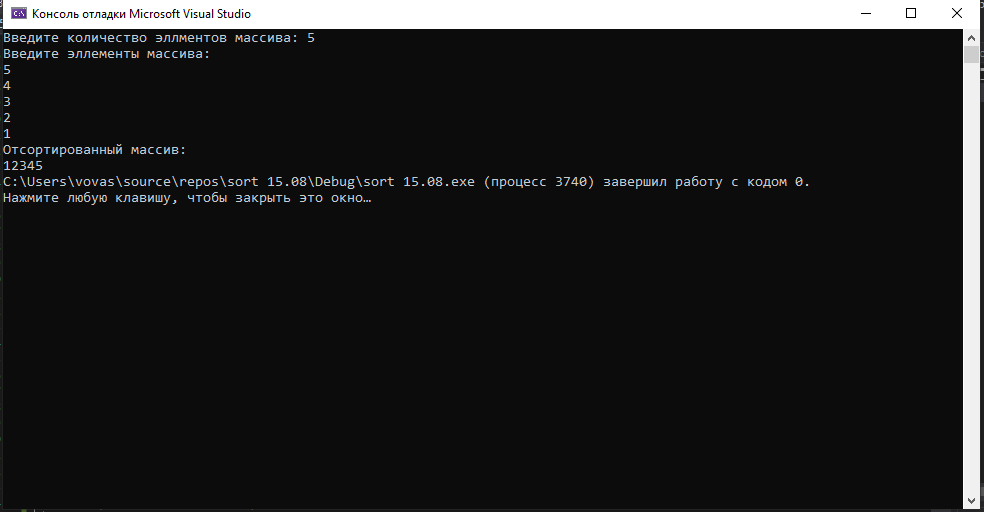 Консоль отладки Microsoft Visual Studio
Введите количество эллментов массива: 5
Введите эллементы массива:
5
4
3
2
1
Отсортированный массив:
12345
C:\Users\vovas\source\repos\sort 15.08\Debug\sort 15.08.exe (процесс 3740) завершил работу с кодом 0.
Нажмите любую клавишу, чтобы закрыть это окно…